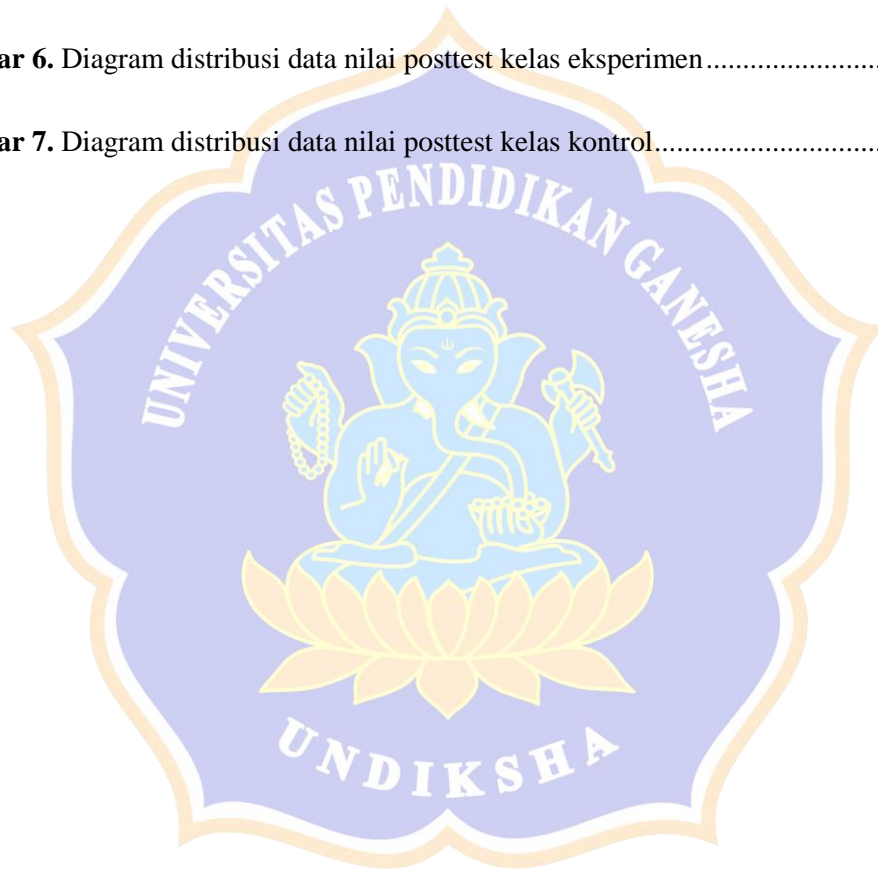 ar 6. Diagram distribusi data nilai posttest kelas eksperimen........................
ar 7. Diagram distribusi data nilai posttest kelas kontrol...............................
UNIVERSITAS PENDIDIKAN GANESHA
UNDIKSHA